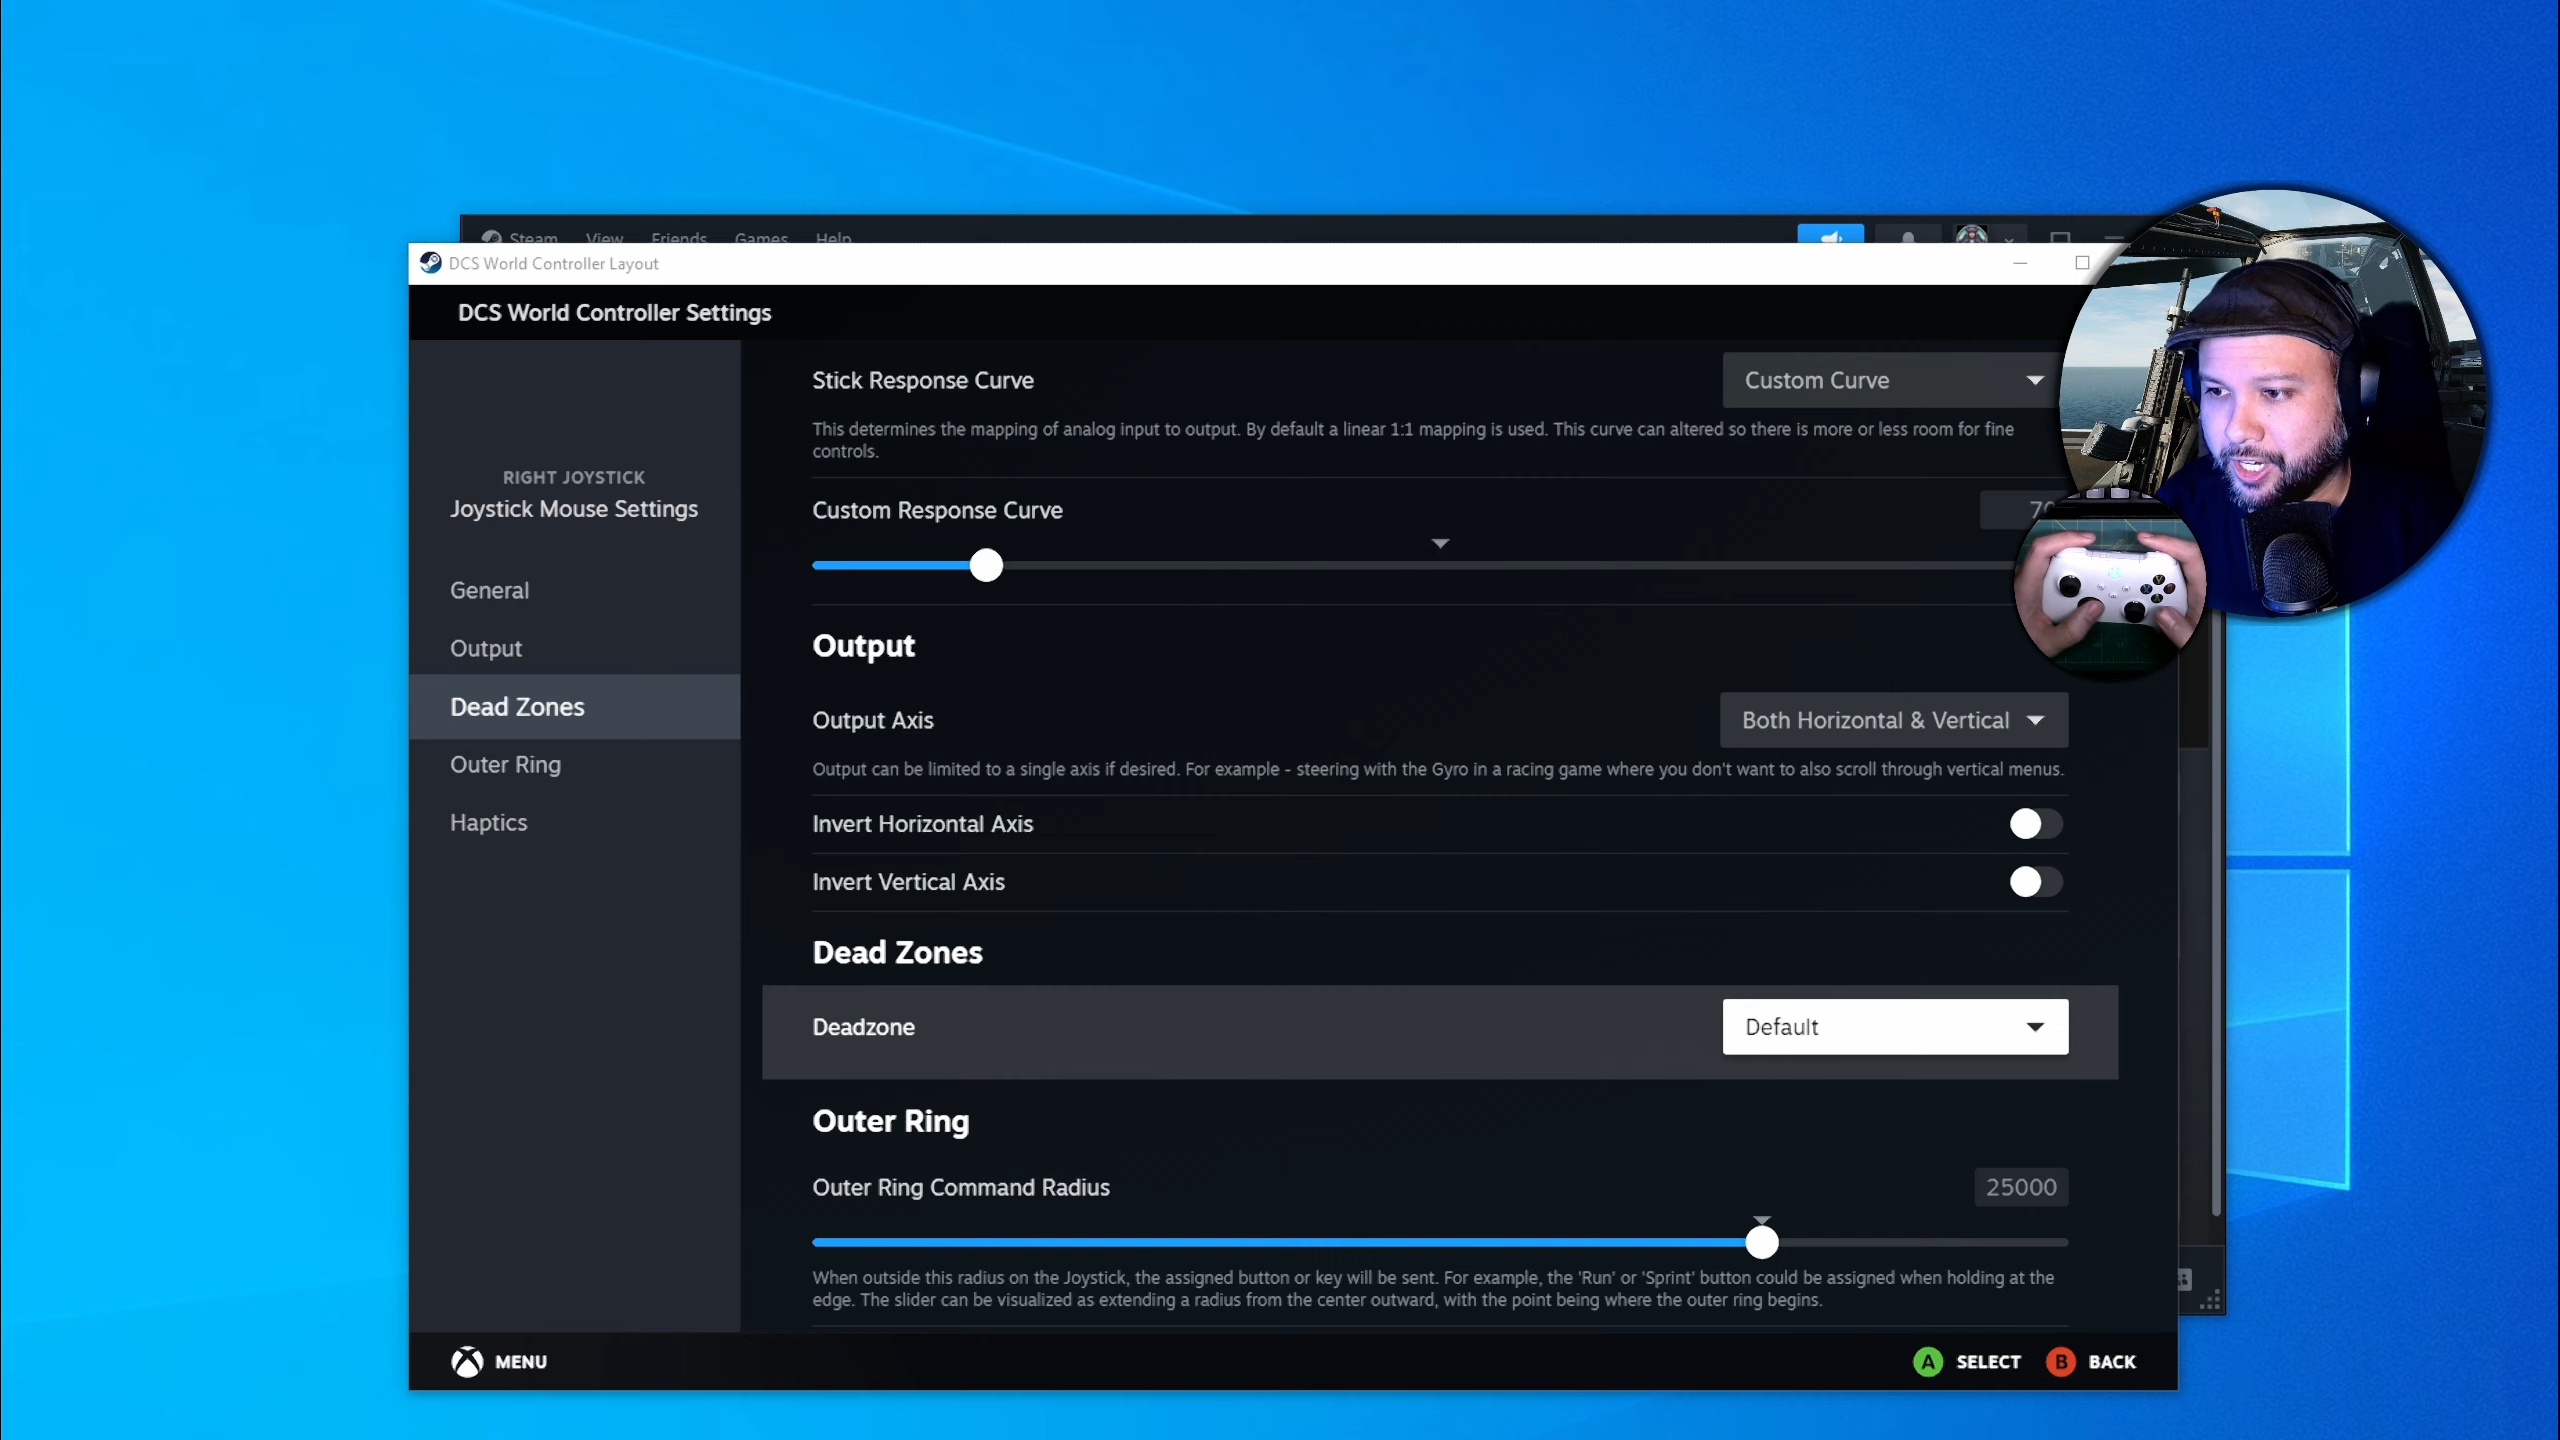 Steam View Friends Games Help
DCS World Controller Layout
DCS World Controller Settings
RIGHT JOYSTICK
Joystick Mouse Settings
General
Output
Dead Zones
Outer Ring
Haptics
Stick Response Curve
Custom Curve
This determines the mapping of analog input to output. By default a linear 1:1 mapping is used. This curve can altered so there is more or less room for fine
controls.
Custom Response Curve
Output
Output Axis
Both Horizontal & Vertical
Output can be limited to a single axis if desired. For example - steering with the Gyro in a racing game where you don't want to also scroll through vertical menus.
Invert Horizontal Axis
Invert Vertical Axis
Dead Zones
Deadzone
Default
Outer Ring
Outer Ring Command Radius
25000
When outside this radius on the Joystick, the assigned button or key will be sent. For example, the 'Run' or 'Sprint' button could be assigned when holding at the
edge. The slider can be visualized as extending a radius from the center outward, with the point being where the outer ring begins.
MENU
A SELECT B BACK